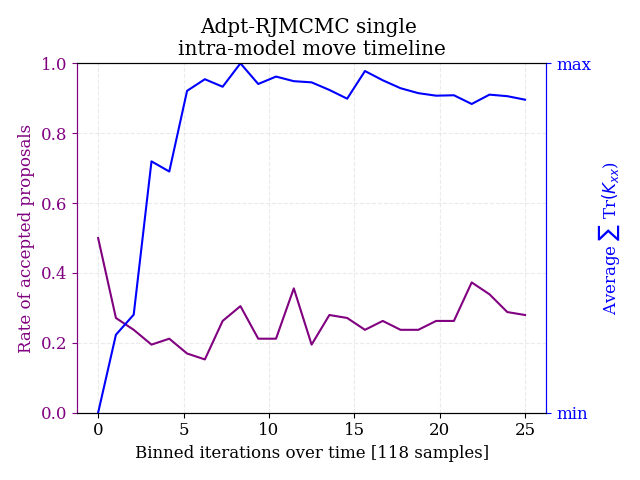 Adpt-RJMCMC single
intra-model move timeline
1.0
0.8
0.6
0.4
0.2
0.0
Rate of accepted proposals
max
min
Average ∑ Tr(Kₓₓ)
0 5 10 15 20 25
Binned iterations over time [118 samples]